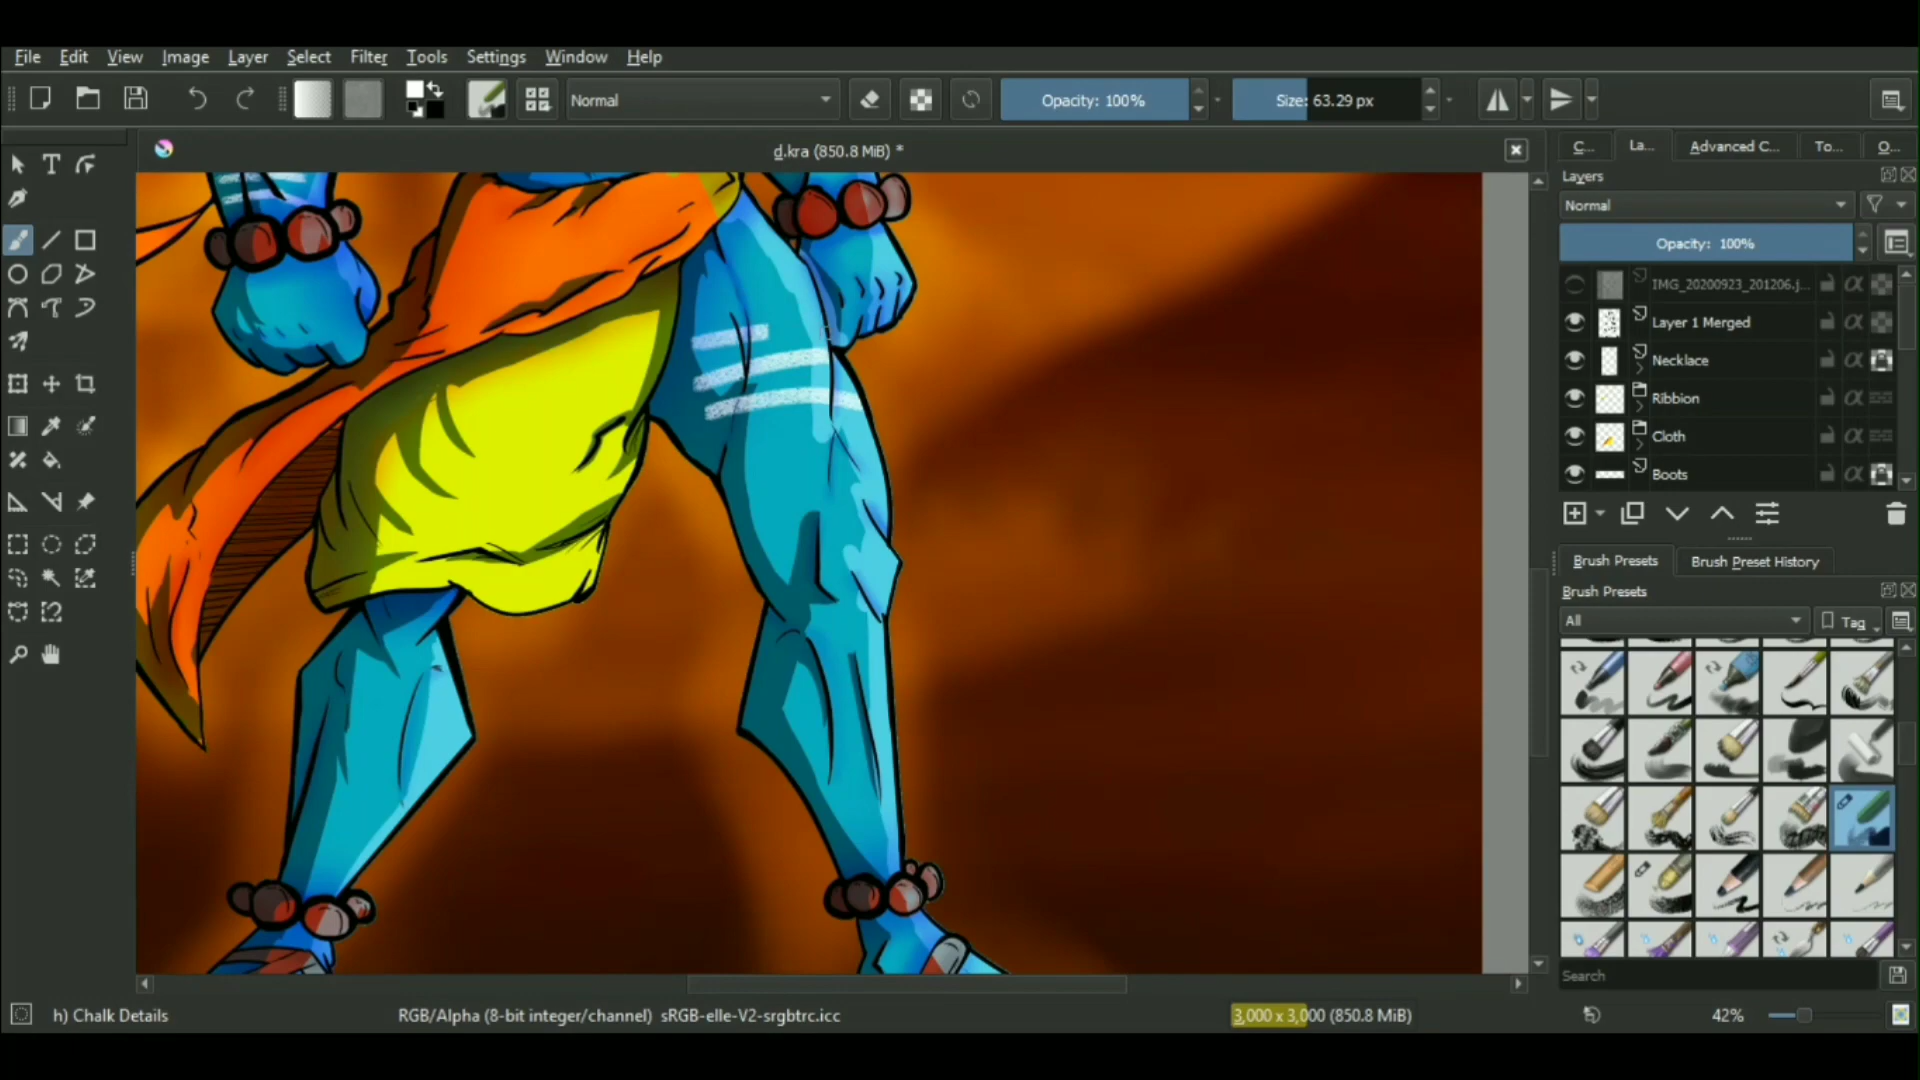 File Edit View Image Layer Select Filter Tools Settings Window Help
Normal
Opacity: 100%
Size: 63.29 px
d.kra (850.8 MiB) *
C...
La...
Advanced C...
To...
O...
Layers
Normal
Opacity: 100%
IMG_20200923_201206.j...
Layer 1 Merged
Necklace
Ribbion
Cloth
Boots
Brush Presets
Brush Preset History
Brush Presets
All
Tag
Search
h) Chalk Details
RGB/Alpha (8-bit integer/channel) sRGB-elle-V2-srgbtrc.icc
3,000 x 3,000 (850.8 MiB)
42%